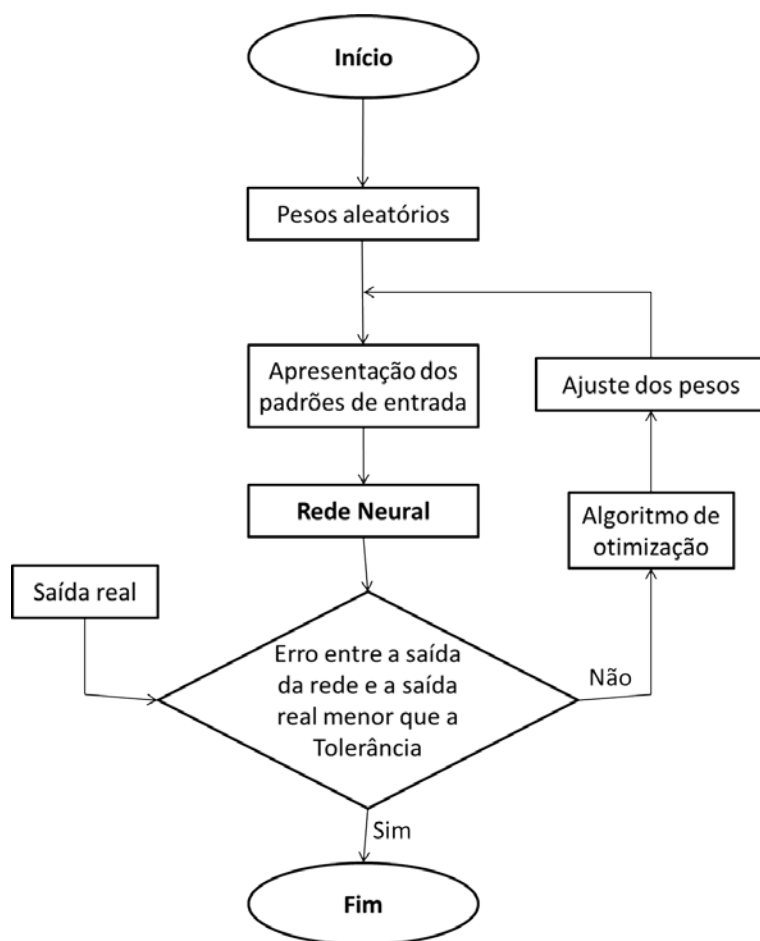 Início
Pesos aleatórios
Apresentação dos
padrões de entrada
Ajuste dos pesos
Rede Neural
Algoritmo de
otimização
Saída real
Erro entre a saída
da rede e a saída
real menor que a
Tolerância
Não
Sim
Fim